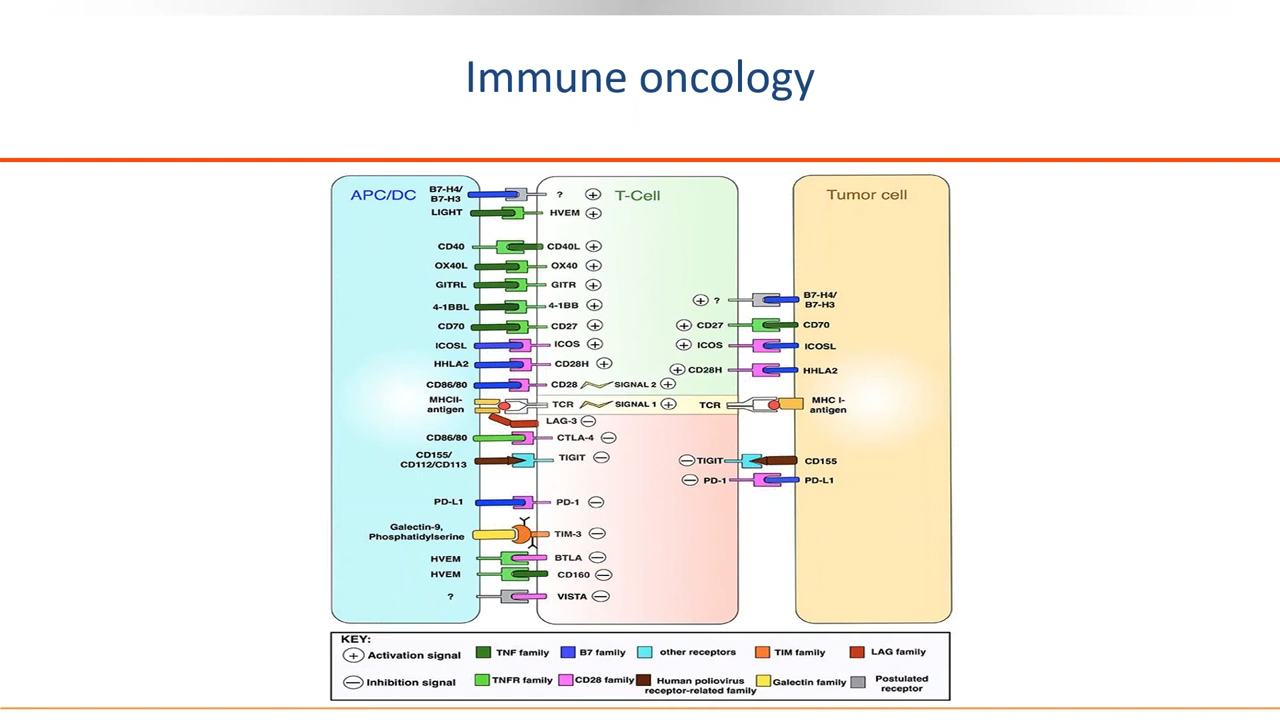 Immune oncology
APC/DC
T-Cell
Tumor cell
B7-H4/
B7-H3
? +
LIGHT
HVEM +
CD40
CD40L +
OX40L
OX40 +
GITRL
GITR +
4-1BBL
4-1BB +
CD70
CD27 +
ICOSL
ICOS +
HHLA2
CD28H +
CD86/80
CD28
SIGNAL 2 +
MHCII-
antigen
TCR
SIGNAL 1 +
LAG-3 −
CD86/80
CTLA-4 −
CD155/
CD112/CD113
TIGIT −
PD-L1
PD-1 −
Galectin-9,
Phosphatidylserine
TIM-3 −
HVEM
BTLA −
HVEM
CD160 −
?
VISTA −
+ ?
B7-H4/
B7-H3
+ CD27
CD70
+ ICOS
ICOSL
+ CD28H
HHLA2
TCR
MHC I-
antigen
− TIGIT
CD155
− PD-1
PD-L1
KEY:
+ Activation signal
TNF family
B7 family
other receptors
TIM family
LAG family
− Inhibition signal
TNFR family
CD28 family
Human poliovirus
receptor-related family
Galectin family
Postulated
receptor